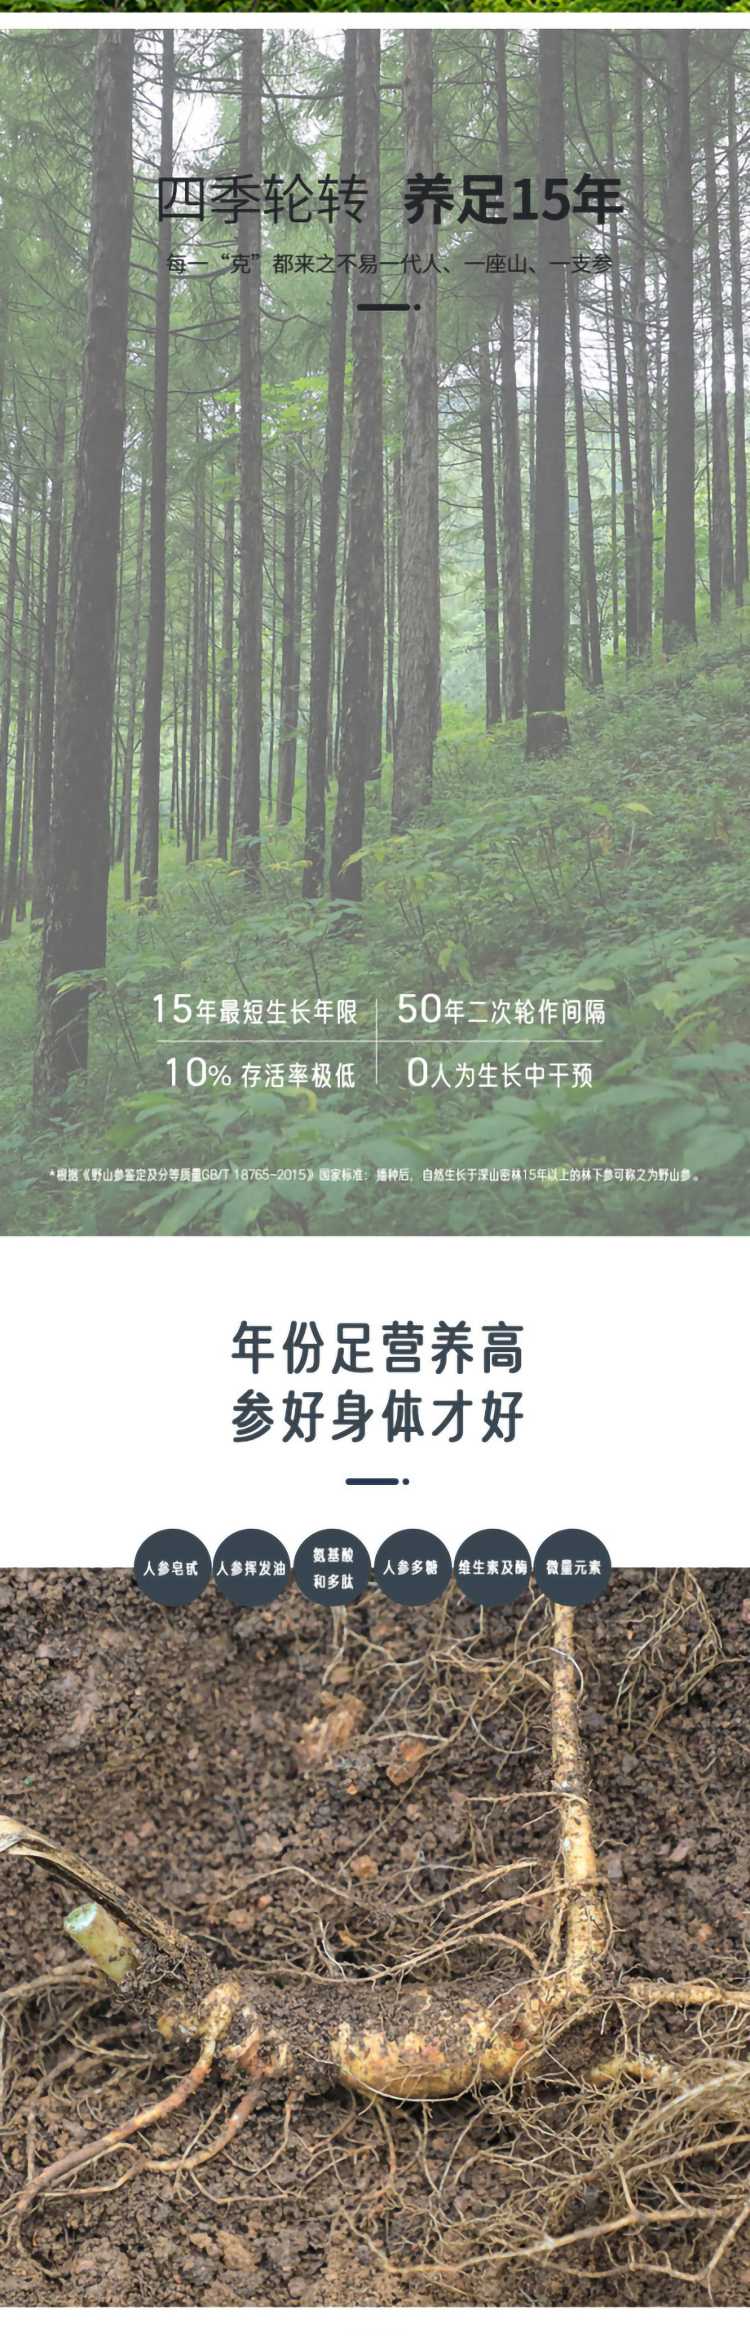 四季轮转 养足15年
每一“克”都来之不易一代人、一座山、一支参
15年最短生长年限
50年二次轮作间隔
10% 存活率极低
0人为生长中干预
*根据《野山参鉴定及分等质量GB/T 18765-2015》国家标准：播种后，自然生长于深山密林15年以上的林下参可称之为野山参。
年份足营养高
参好身体才好
人参皂甙
人参挥发油
氨基酸
和多肽
人参多糖
维生素及酶
微量元素